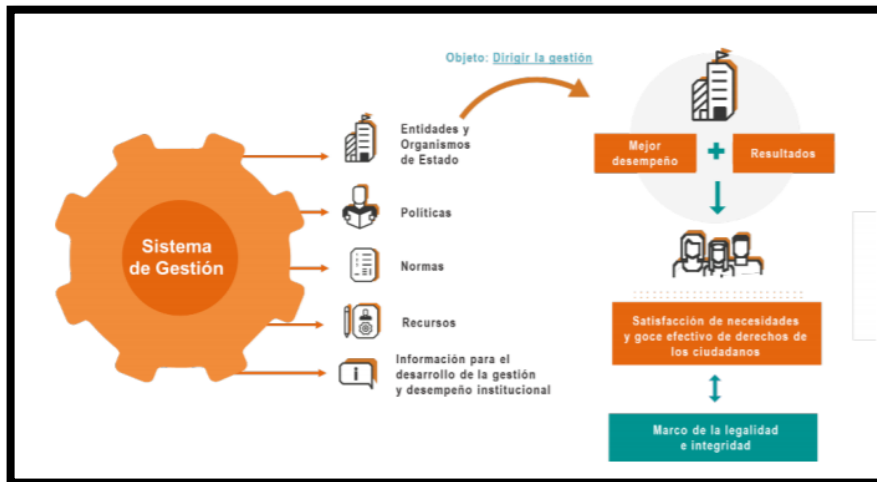 Objeto: Dirigir la gestión
Sistema
de Gestión
Entidades y
Organismos
de Estado
Políticas
Normas
Recursos
Información para el
desarrollo de la gestión
y desempeño institucional
Mejor
desempeño
+
Resultados
Satisfacción de necesidades
y goce efectivo de derechos de
los ciudadanos
Marco de la legalidad
e integridad